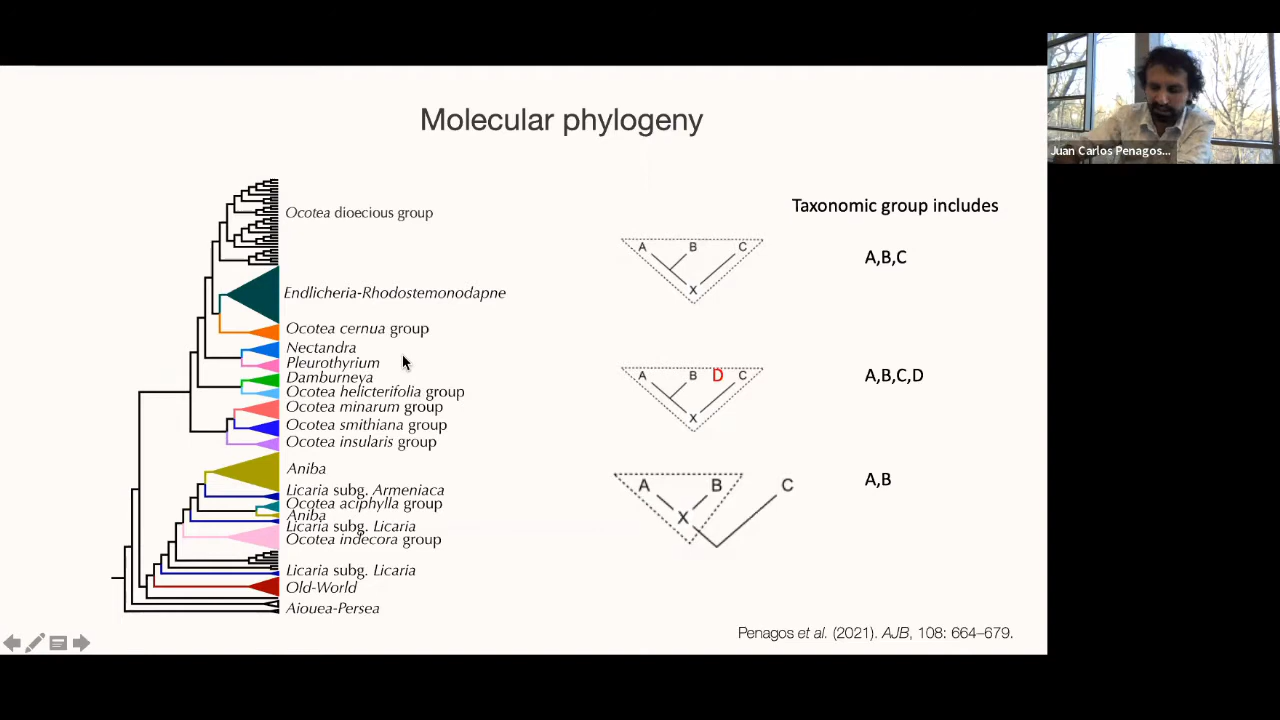 Molecular phylogeny
Juan Carlos Penagos...
Ocotea dioecious group
Endlicheria-Rhodostemonodapne
Ocotea cernua group
Nectandra
Pleurothyrium
Damburneya
Ocotea helicterifolia group
Ocotea minarum group
Ocotea smithiana group
Ocotea insularis group
Aniba
Licaria subg. Armeniaca
Ocotea aciphylla group
Aniba
Licaria subg. Licaria
Ocotea indecora group
Licaria subg. Licaria
Old-World
Aiouea-Persea
Taxonomic group includes
A B C
X
A,B,C
A B D C
X
A,B,C,D
A B C
X
A,B
Penagos et al. (2021). AJB, 108: 664–679.